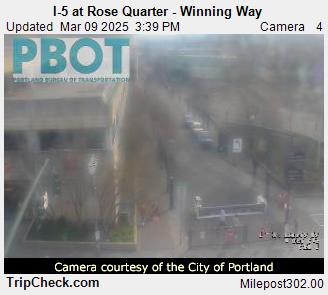 I-5 at Rose Quarter - Winning Way
Updated Mar 09 2025 3:39 PM Camera 4
PBOT
PORTLAND BUREAU OF TRANSPORTATION
Camera courtesy of the City of Portland
TripCheck.com Milepost302.00